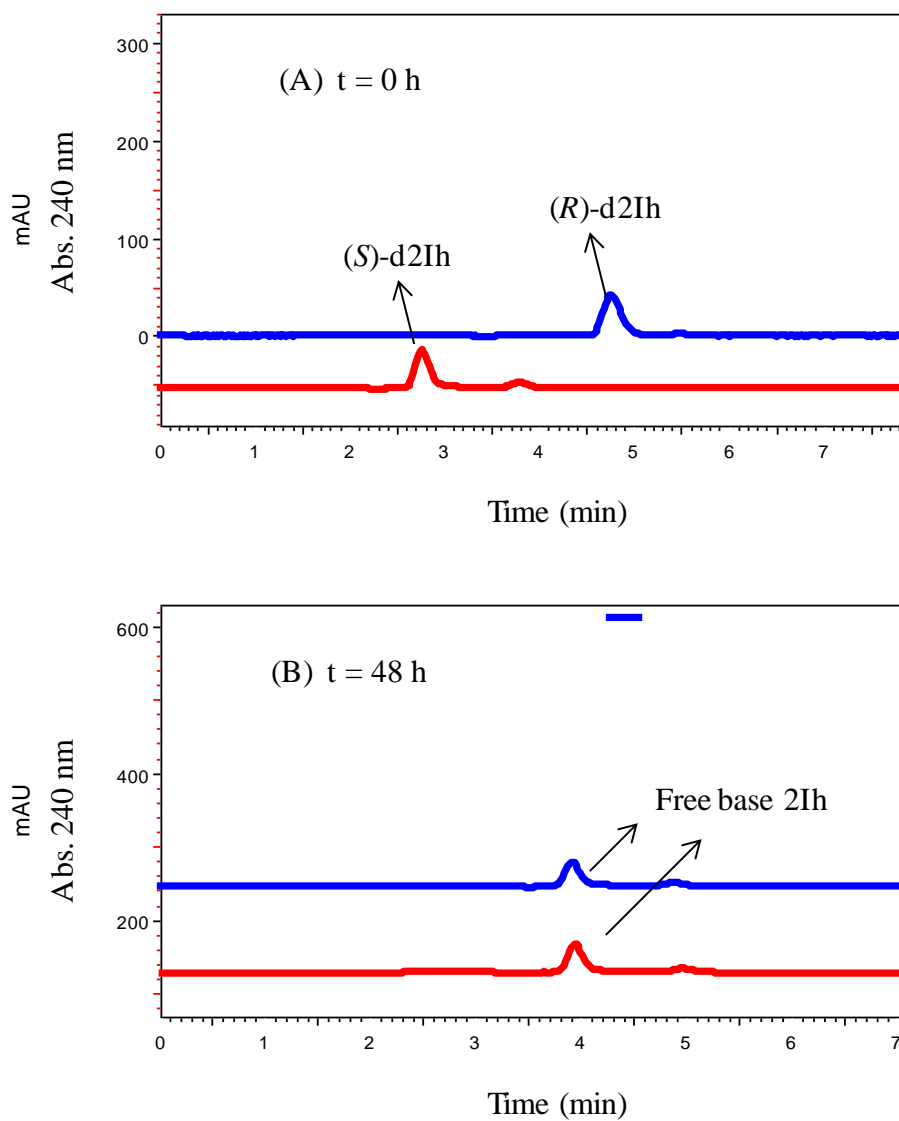 (A) t = 0 h
300
200
100
0
mAU
Abs. 240 nm
(R)-d2Ih
(S)-d2Ih
0 1 2 3 4 5 6 7
Time (min)
(B) t = 48 h
600
400
200
mAU
Abs. 240 nm
Free base 2Ih
0 1 2 3 4 5 6 7
Time (min)